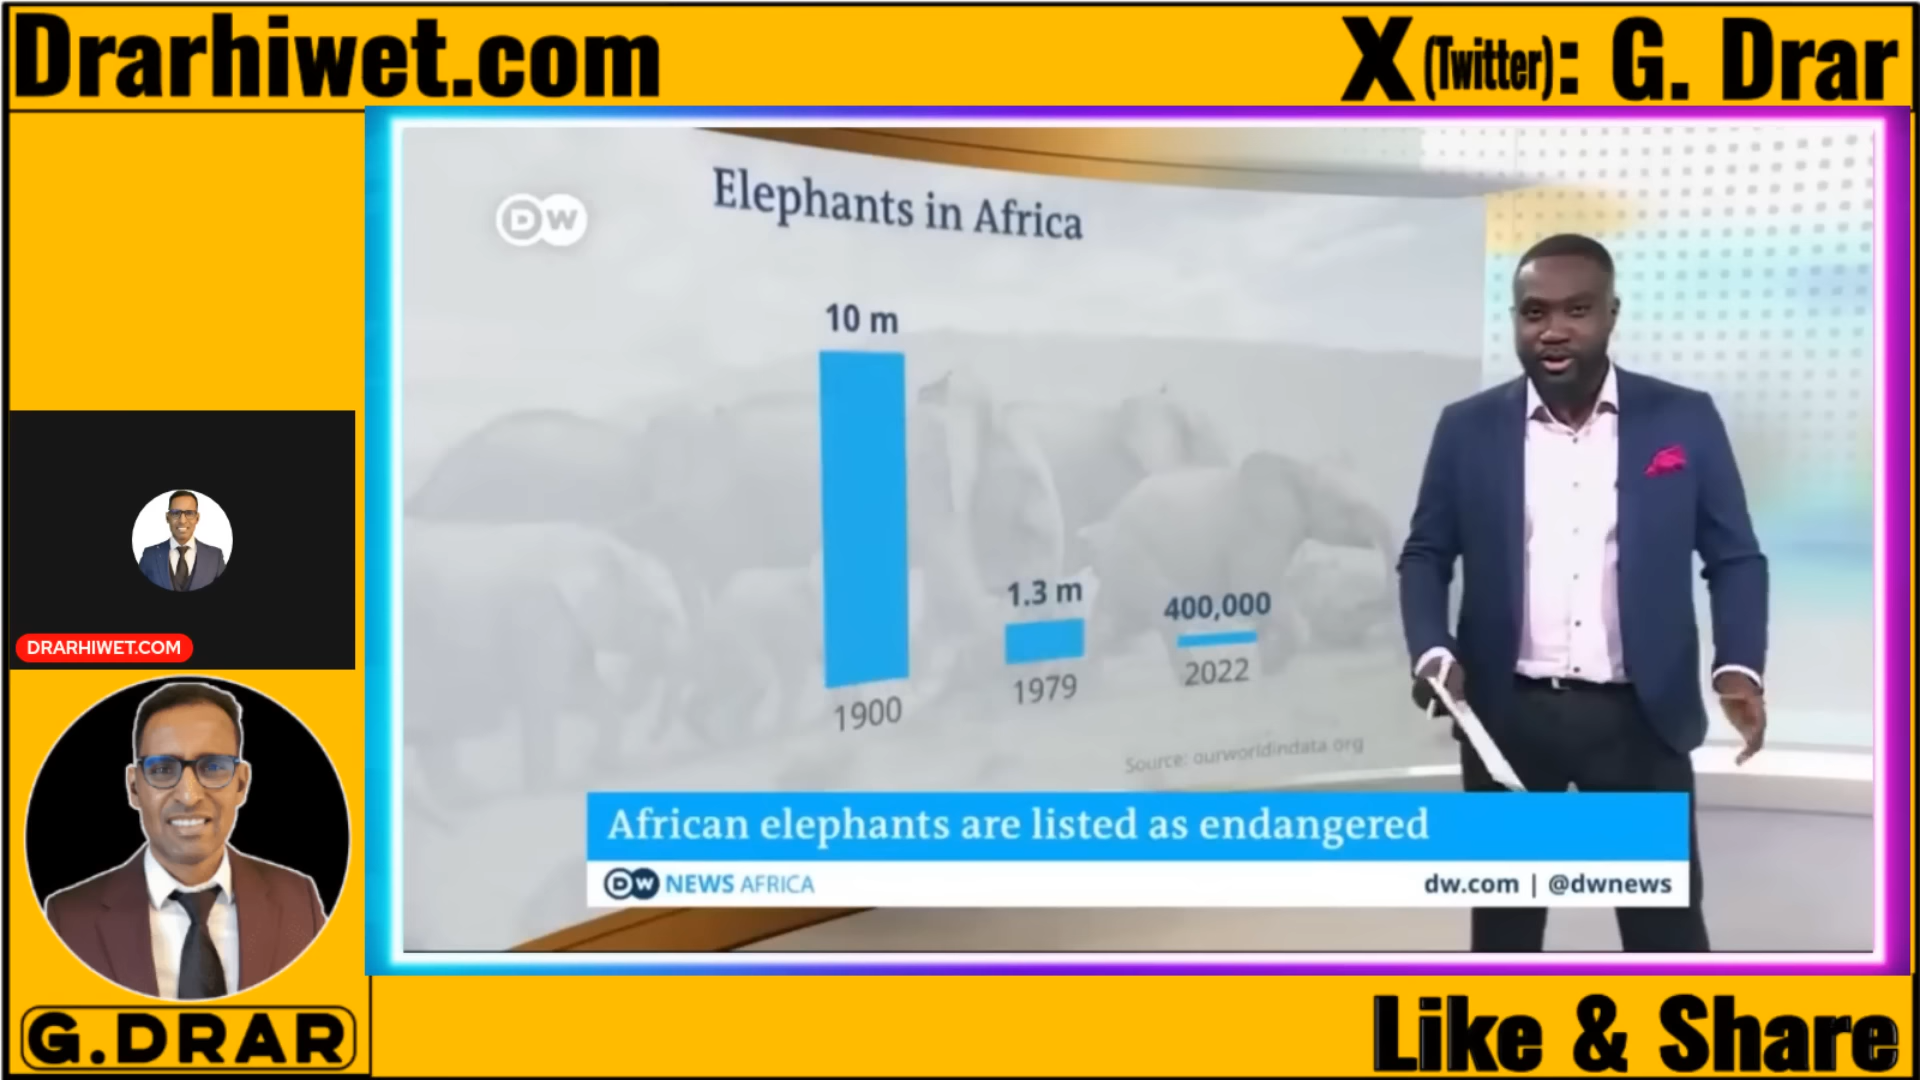 Drarhiwet.com
X (Twitter): G. Drar
DW
Elephants in Africa
10 m
1.3 m
400,000
1900
1979
2022
Source: ourworldindata.org
African elephants are listed as endangered
DW NEWS AFRICA
dw.com | @dwnews
DRARHIWET.COM
G.DRAR
Like & Share